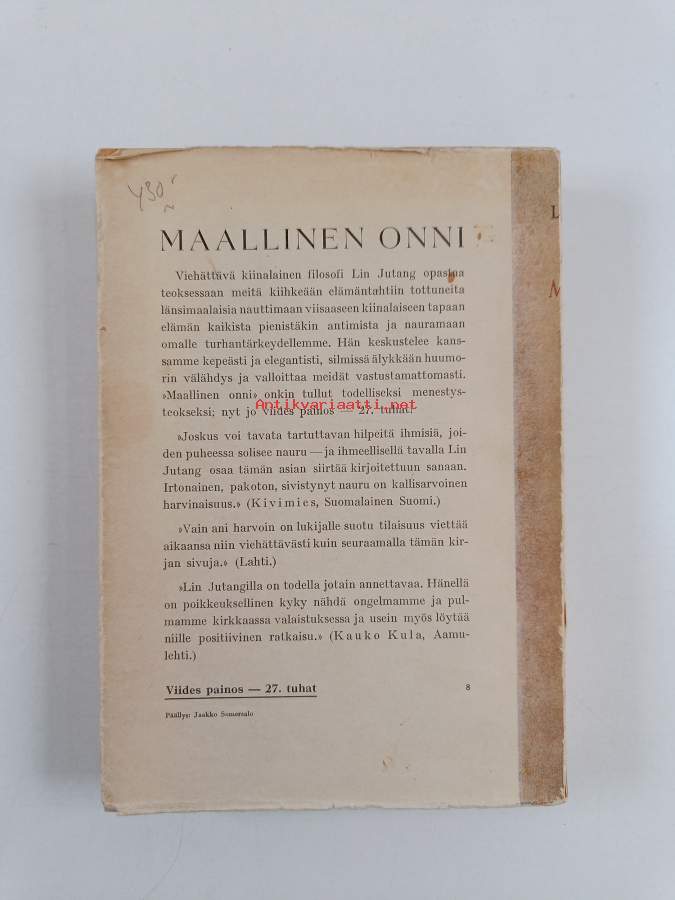 450
MAALLINEN ONNI
L
M
Viehättävä kiinalainen filosofi Lin Jutang opastaa
teoksessaan meitä kiihkeään elämäntahtiin tottuneita
länsimaalaisia nauttimaan viisaaseen kiinalaiseen tapaan
elämän kaikista pienistäkin antimista ja nauramaan
omalle turhantärkeydellemme. Hän keskustelee kans-
samme kepeästi ja elegantisti, silmissä älykkään huumo-
rin välähdys ja valloittaa meidät vastustamattomasti.
»Maallinen onni» onkin tullut todelliseksi menestys-
teokseksi; nyt jo viides painos — 27. tuhat!
Antikvariaatti.net
»Joskus voi tavata tartuttavan hilpeitä ihmisiä, joi-
den puheessa solisee nauru — ja ihmeellisellä tavalla Lin
Jutang osaa tämän asian siirtää kirjoitettuun sanaan.
Irtonainen, pakoton, sivistynyt nauru on kallisarvoinen
harvinaisuus.» (Kivimies, Suomalainen Suomi.)
»Vain ani harvoin on lukijalle suotu tilaisuus viettää
aikaansa niin viehättävästi kuin seuraamalla tämän kir-
jan sivuja.» (Lahti.)
»Lin Jutangilla on todella jotain annettavaa. Hänellä
on poikkeuksellinen kyky nähdä ongelmamme ja pul-
mamme kirkkaassa valaistuksessa ja usein myös löytää
niille positiivinen ratkaisu.» (Kauko Kula, Aamu-
lehti.)
Viides painos — 27. tuhat
8
Päällys: Jaakko Somersalo